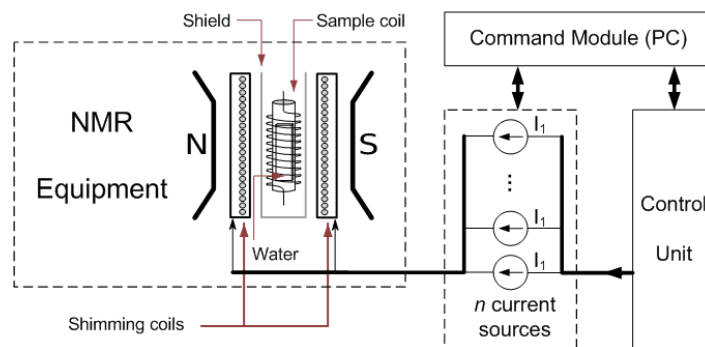 Shield
Sample coil
Command Module (PC)
NMR
Equipment
N
S
I1
...
I1
I1
Control
Unit
Water
n current
sources
Shimming coils